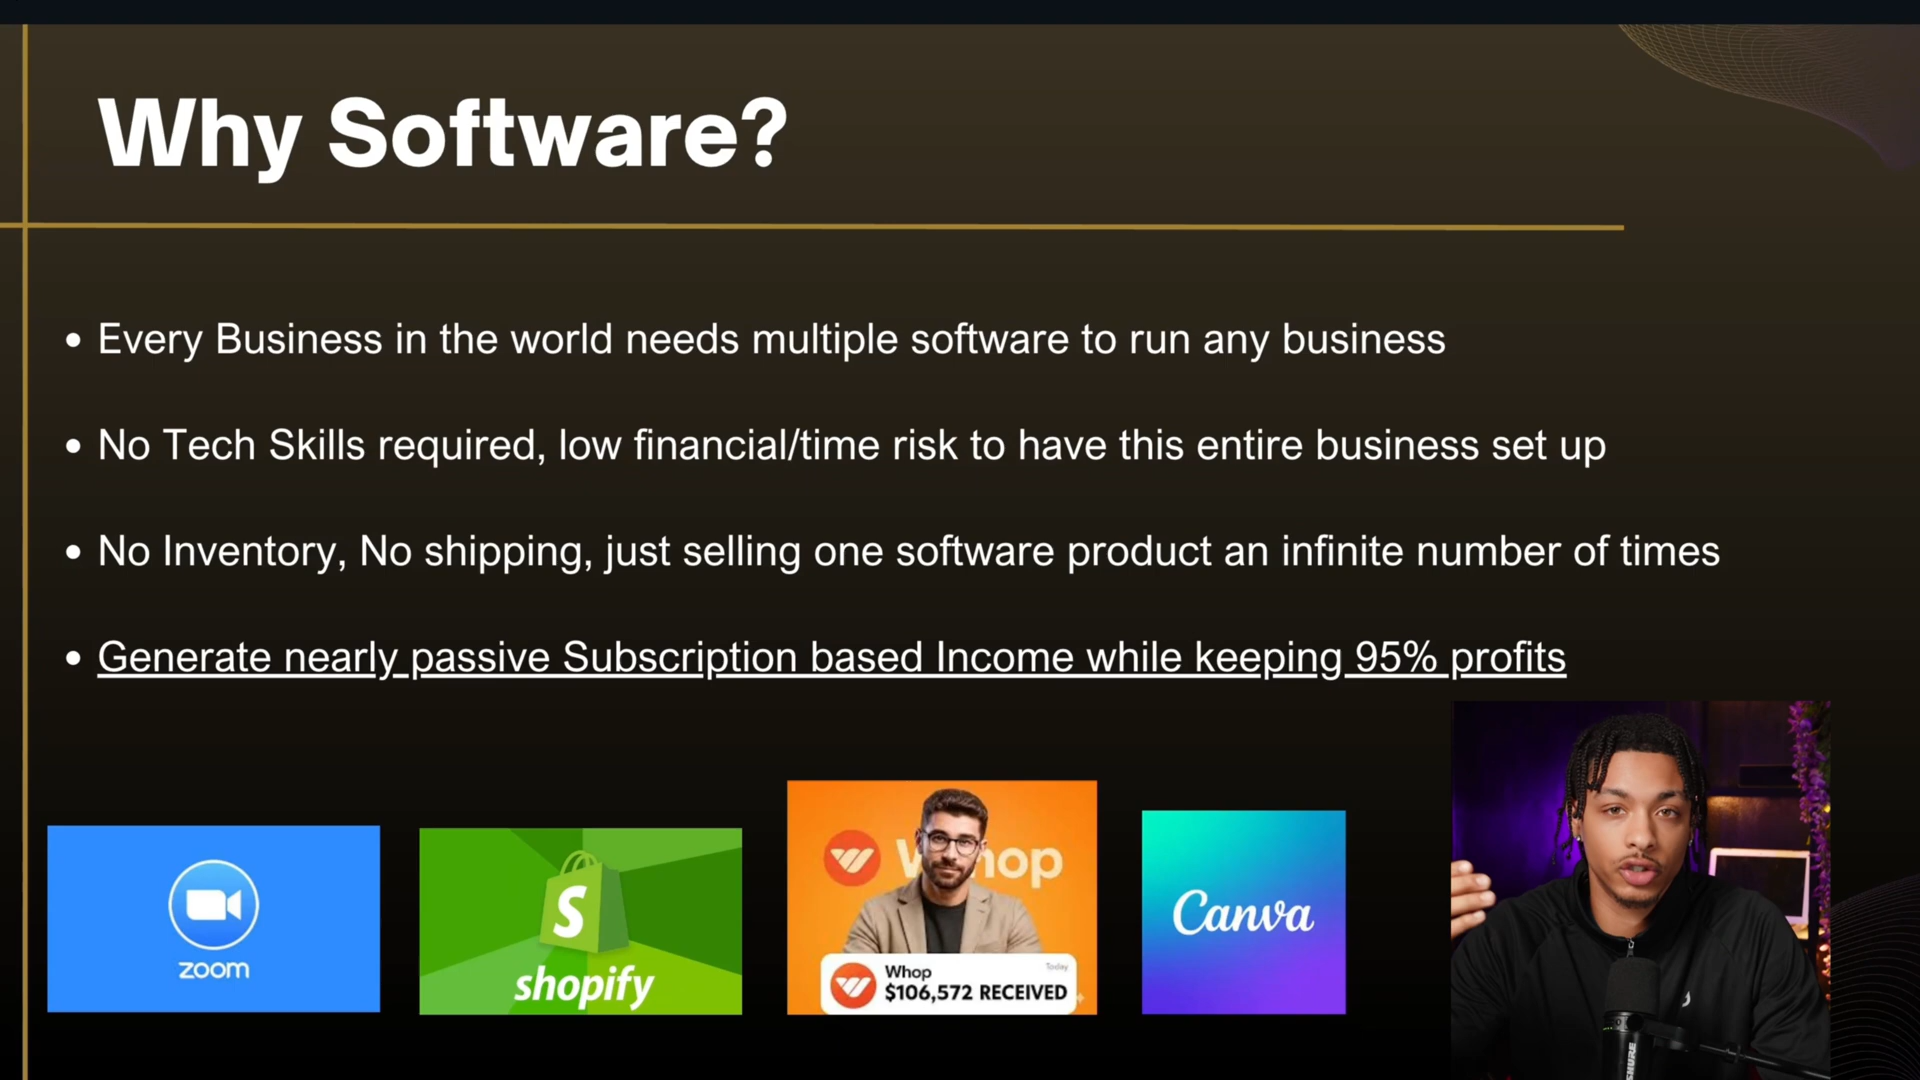 Why Software?
Every Business in the world needs multiple software to run any business
No Tech Skills required, low financial/time risk to have this entire business set up
No Inventory, No shipping, just selling one software product an infinite number of times
Generate nearly passive Subscription based Income while keeping 95% profits
zoom
S
shopify
Whop
Whop
Today
$106,572 RECEIVED
Canva
SHURE